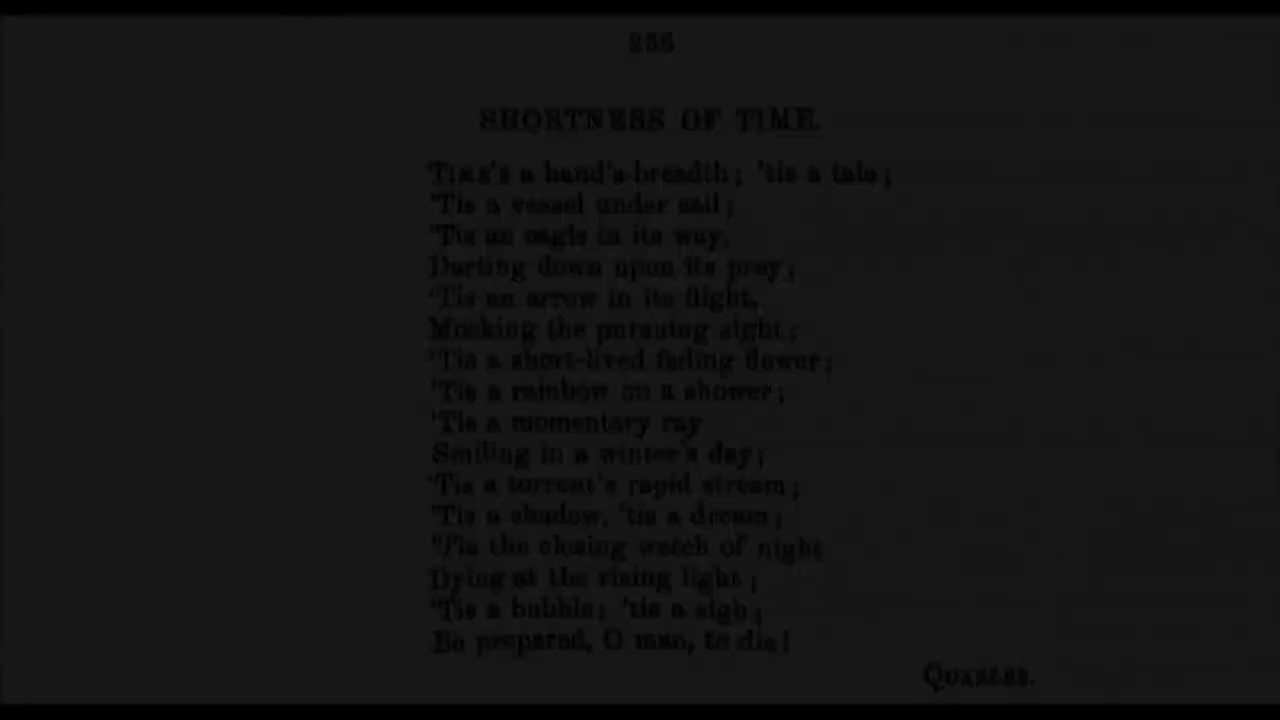 236
SHORTNESS OF TIME.
TIME'S a hand's-breadth; 'tis a tale;
'Tis a vessel under sail;
'Tis an eagle in its way,
Darting down upon its prey;
'Tis an arrow in its flight,
Mocking the pursuing sight;
'Tis a short-lived fading flower;
'Tis a rainbow on a shower;
'Tis a momentary ray
Smiling in a winter's day;
'Tis a torrent's rapid stream;
'Tis a shadow, 'tis a dream;
'Tis the closing watch of night
Dying at the rising light;
'Tis a bubble; 'tis a sigh;
Be prepared, O man, to die!
QUARLES.